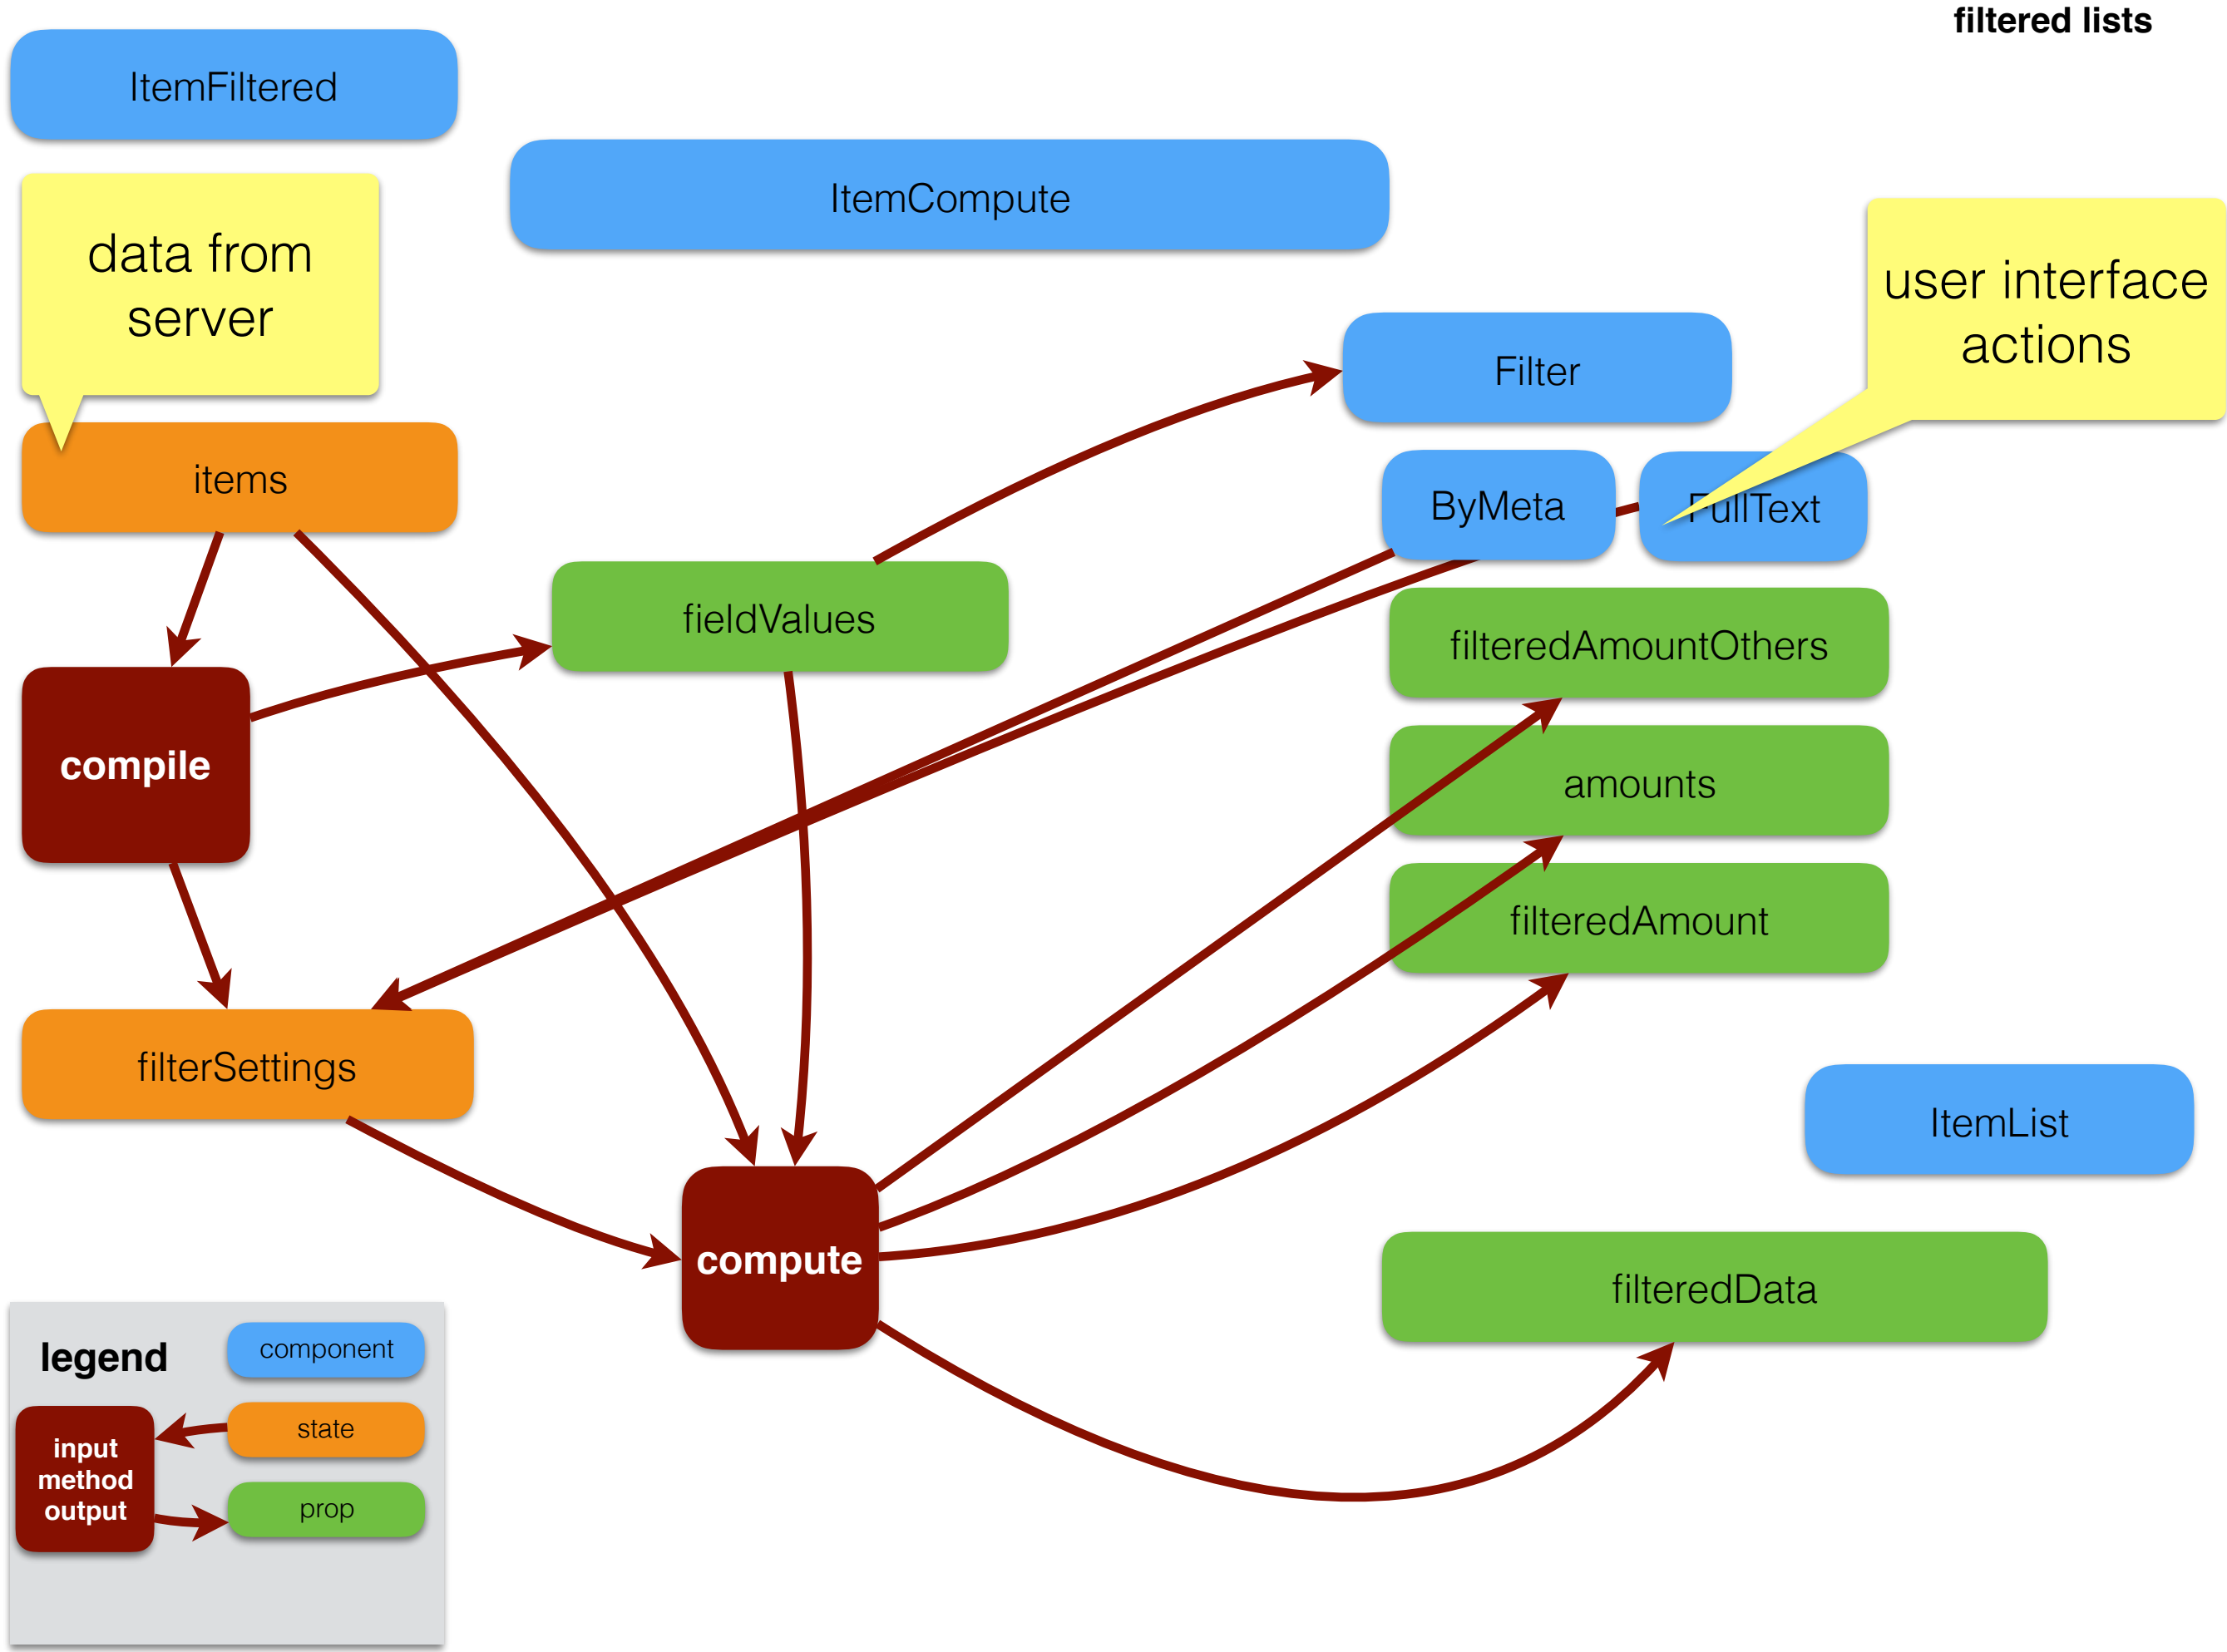 filtered lists
ItemFiltered
ItemCompute
data from
server
user interface
actions
Filter
items
ByMeta
FullText
fieldValues
filteredAmountOthers
compile
amounts
filteredAmount
filterSettings
ItemList
compute
filteredData
legend
component
state
input
method
output
prop